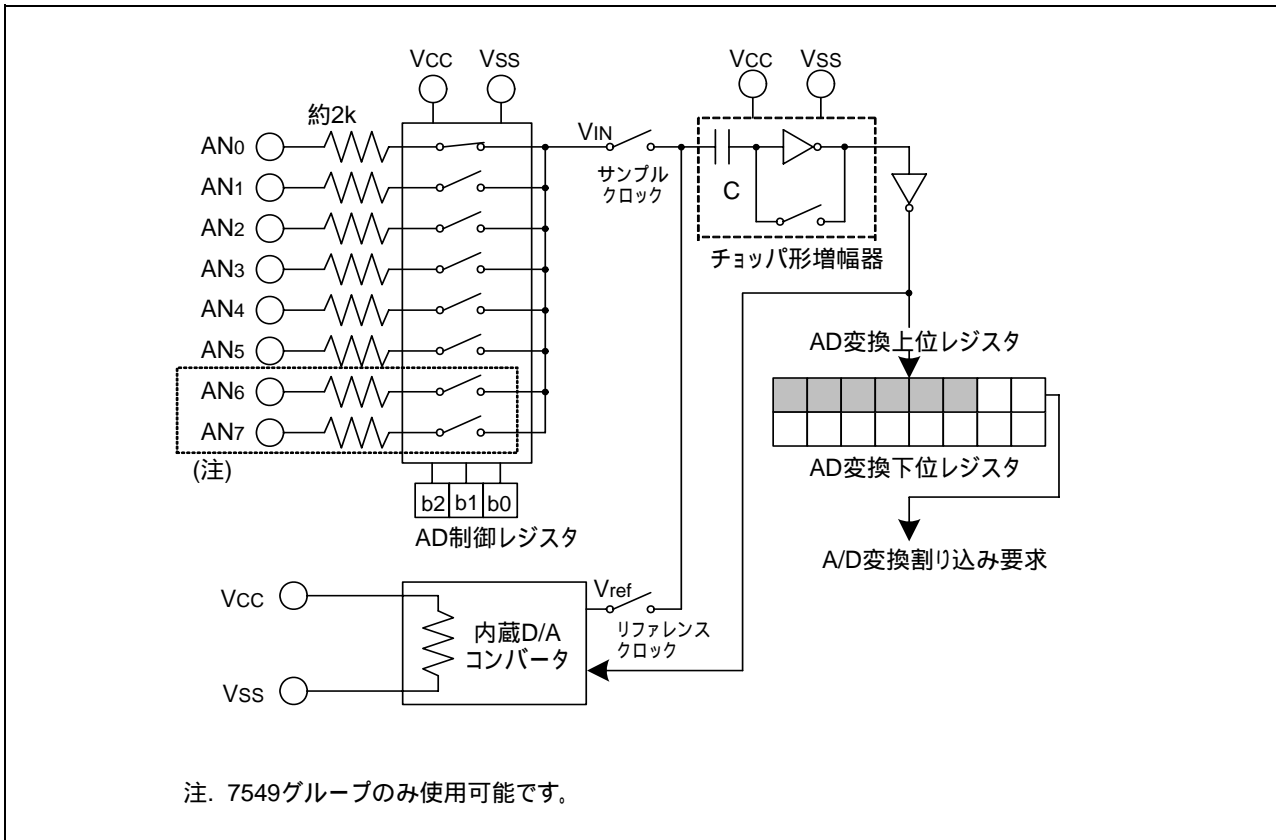 VCC VSS
VCC VSS
約2k
AN0
VIN
サンプル
クロック
C
チョッパ形増幅器
AN1
AN2
AN3
AN4
AN5
AN6
AN7
(注)
b2 b1 b0
AD制御レジスタ
AD変換上位レジスタ
AD変換下位レジスタ
A/D変換割り込み要求
VCC
VSS
内蔵D/A
コンバータ
Vref
リファレンス
クロック
注. 7549グループのみ使用可能です。